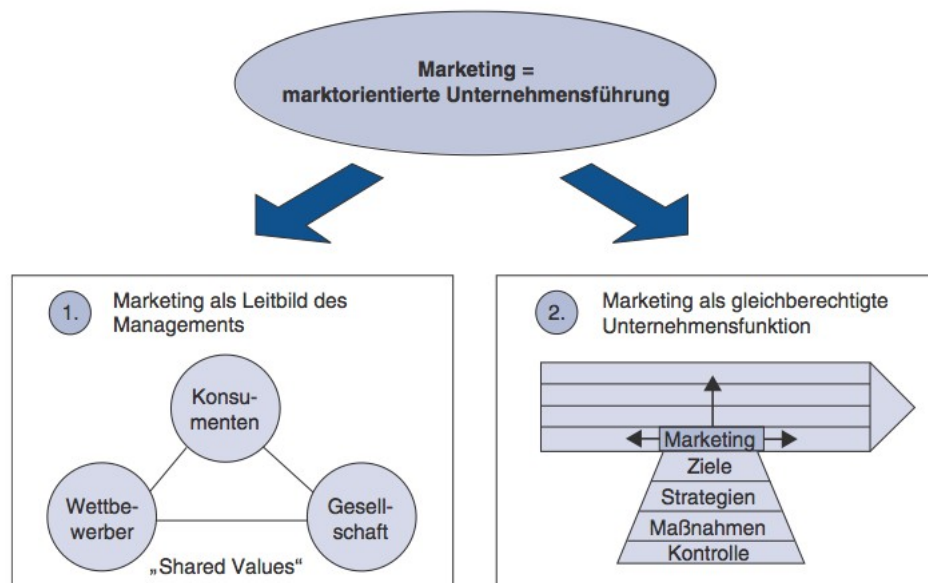 Marketing =
marktorientierte Unternehmensführung
1.
Marketing als Leitbild des
Managements
Konsu-
menten
Wettbe-
werber
Gesell-
schaft
„Shared Values“
2.
Marketing als gleichberechtigte
Unternehmensfunktion
Marketing
Ziele
Strategien
Maßnahmen
Kontrolle